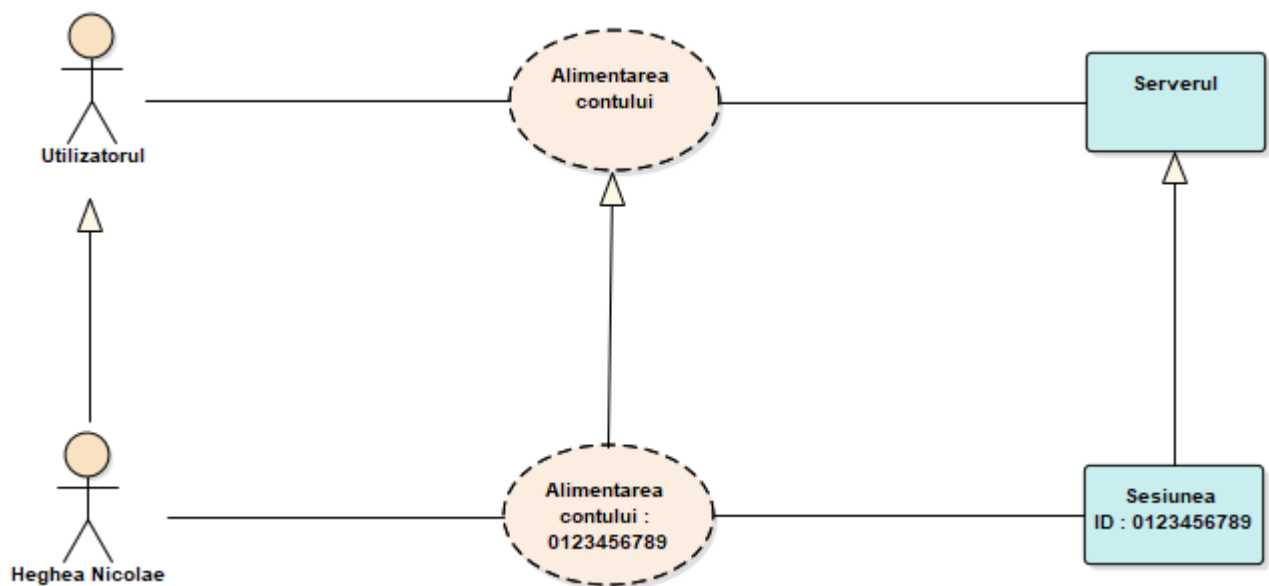 Alimentarea
contului
Serverul
Utilizatorul
Alimentarea
contului :
0123456789
Sesiunea
ID : 0123456789
Heghea Nicolae